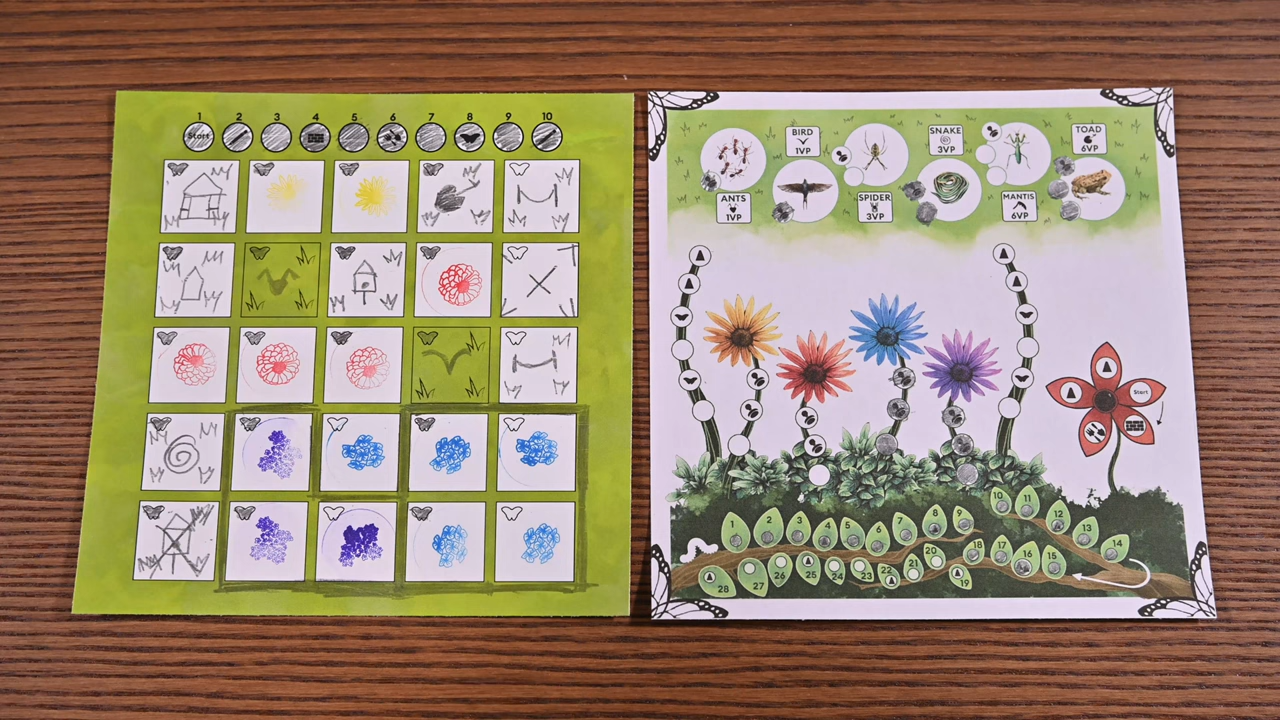 1 2 3 4 5 6 7 8 9 10
Start
BIRD
1VP
SNAKE
3VP
TOAD
6VP
ANTS
1VP
SPIDER
3VP
MANTIS
6VP
Start
1 2 3 4 5 6 7 8 9 10 11 12 13 14
28 27 26 25 24 23 22 21 20 19 18 17 16 15